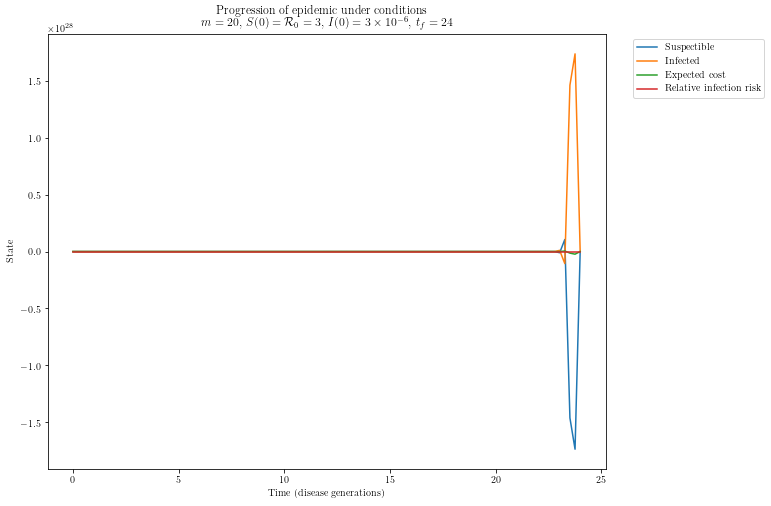 Progression of epidemic under conditions
m = 20, S(0) = ℛ₀ = 3, I(0) = 3 × 10⁻⁶, t_f = 24
×10²⁸
Suspectible
Infected
Expected cost
Relative infection risk
1.5
1.0
0.5
0.0
−0.5
−1.0
−1.5
State
0 5 10 15 20 25
Time (disease generations)